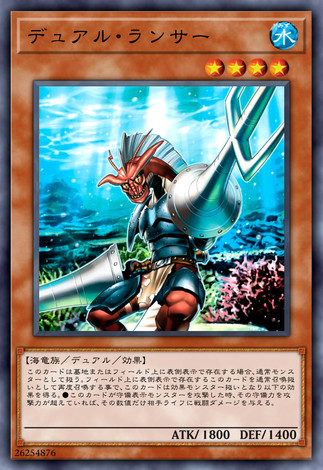 デュアル・ランサー
水
【海竜族／デュアル／効果】
このカードは墓地またはフィールド上に表側表示で存在する場合、通常モン
スターとして扱う。フィールド上に表側表示で存在するこのカードを通常召喚扱
いとして再度召喚する事で、このカードは効果モンスター扱いとなり以下の
効果を得る。●このカードが守備表示モンスターを攻撃した時、その守備力を攻
撃力が超えていれば、その数値だけ相手ライフに戦闘ダメージを与える。
ATK/1800 DEF/1400
26254876